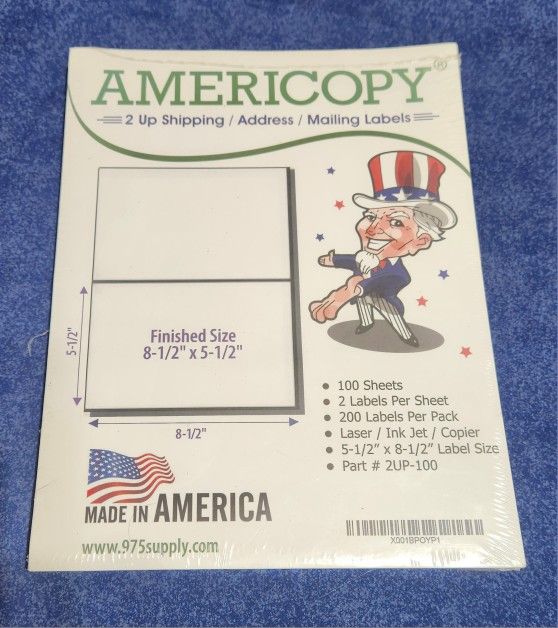 AMERICOPY®
2 Up Shipping / Address / Mailing Labels
5-1/2"
Finished Size
8-1/2" x 5-1/2"
8-1/2"
• 100 Sheets
• 2 Labels Per Sheet
• 200 Labels Per Pack
• Laser / Ink Jet / Copier
• 5-1/2” x 8-1/2” Label Size
• Part # 2UP-100
MADE IN AMERICA
www.975supply.com
X001BPOYP1